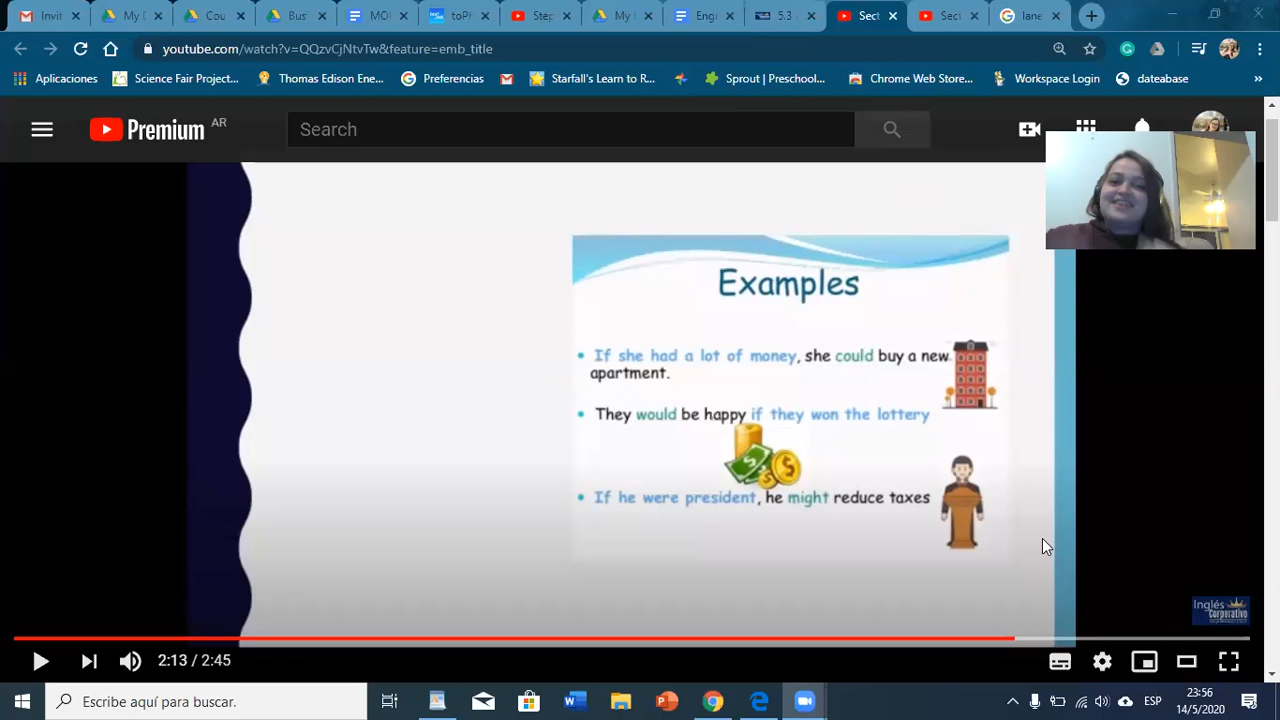 Invit
My D
Cou
Bus
MO
toPh
Step
My
Engl
5.3
Sect
Sec
lane
youtube.com/watch?v=QQzvCjNtvTw&feature=emb_title
Aplicaciones
Science Fair Project...
Thomas Edison Ene...
Preferencias
Starfall's Learn to R...
Sprout | Preschool...
Chrome Web Store...
Workspace Login
dateabase
»
Premium AR
Search
Examples
• If she had a lot of money, she could buy a new
apartment.
• They would be happy if they won the lottery
• If he were president, he might reduce taxes
Inglés
Corporativo
2:13 / 2:45
Escribe aquí para buscar.
ESP
23:56
14/5/2020